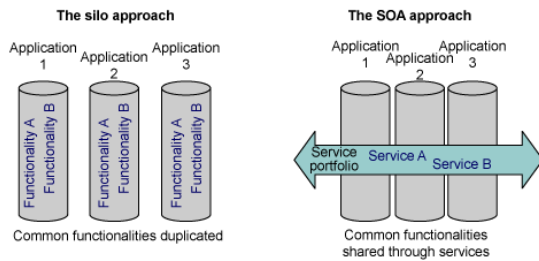 The silo approach
Application 1
Application 2
Application 3
Functionality A
Functionality B
Functionality A
Functionality B
Functionality A
Functionality B
Common functionalities duplicated
The SOA approach
Application 1
Application 2
Application 3
Service portfolio
Service A
Service B
Common functionalities
shared through services